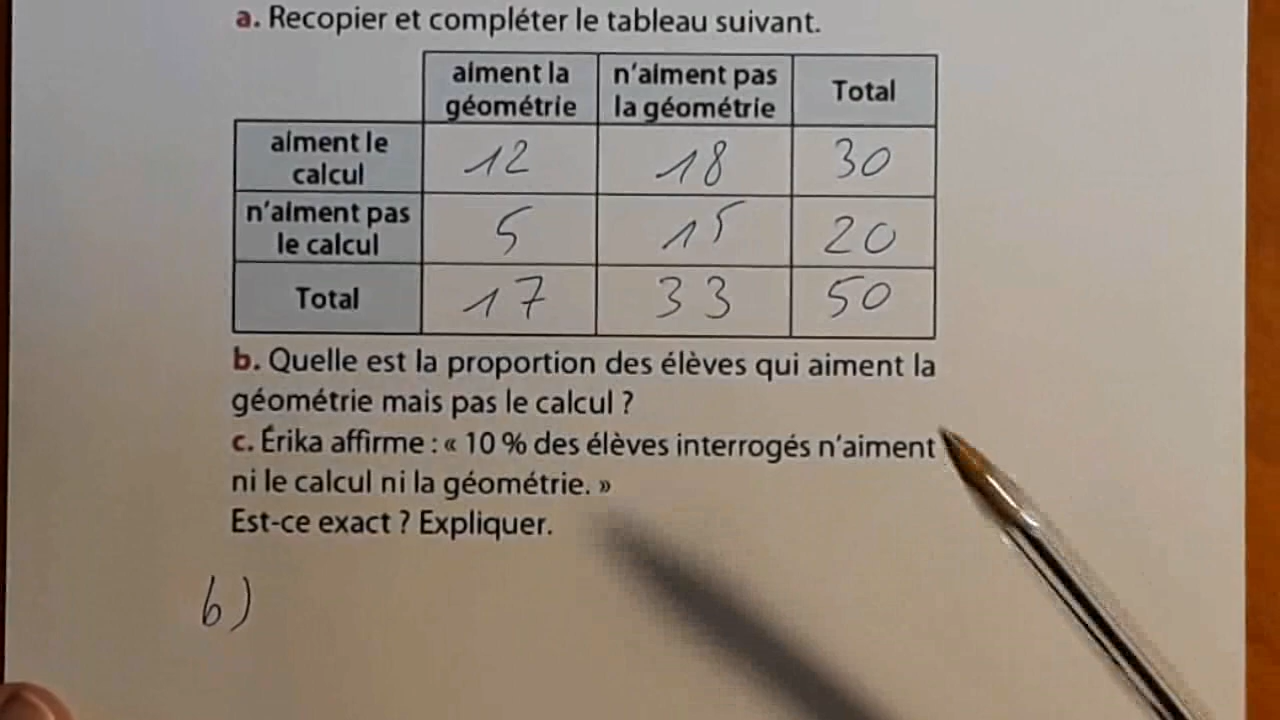 a. Recopier et compléter le tableau suivant.
aiment la géométrie n'aiment pas la géométrie Total
aiment le calcul 12 18 30
n'aiment pas le calcul 5 15 20
Total 17 33 50
b. Quelle est la proportion des élèves qui aiment la
géométrie mais pas le calcul ?
c. Érika affirme : « 10 % des élèves interrogés n'aiment
ni le calcul ni la géométrie. »
Est-ce exact ? Expliquer.
b)